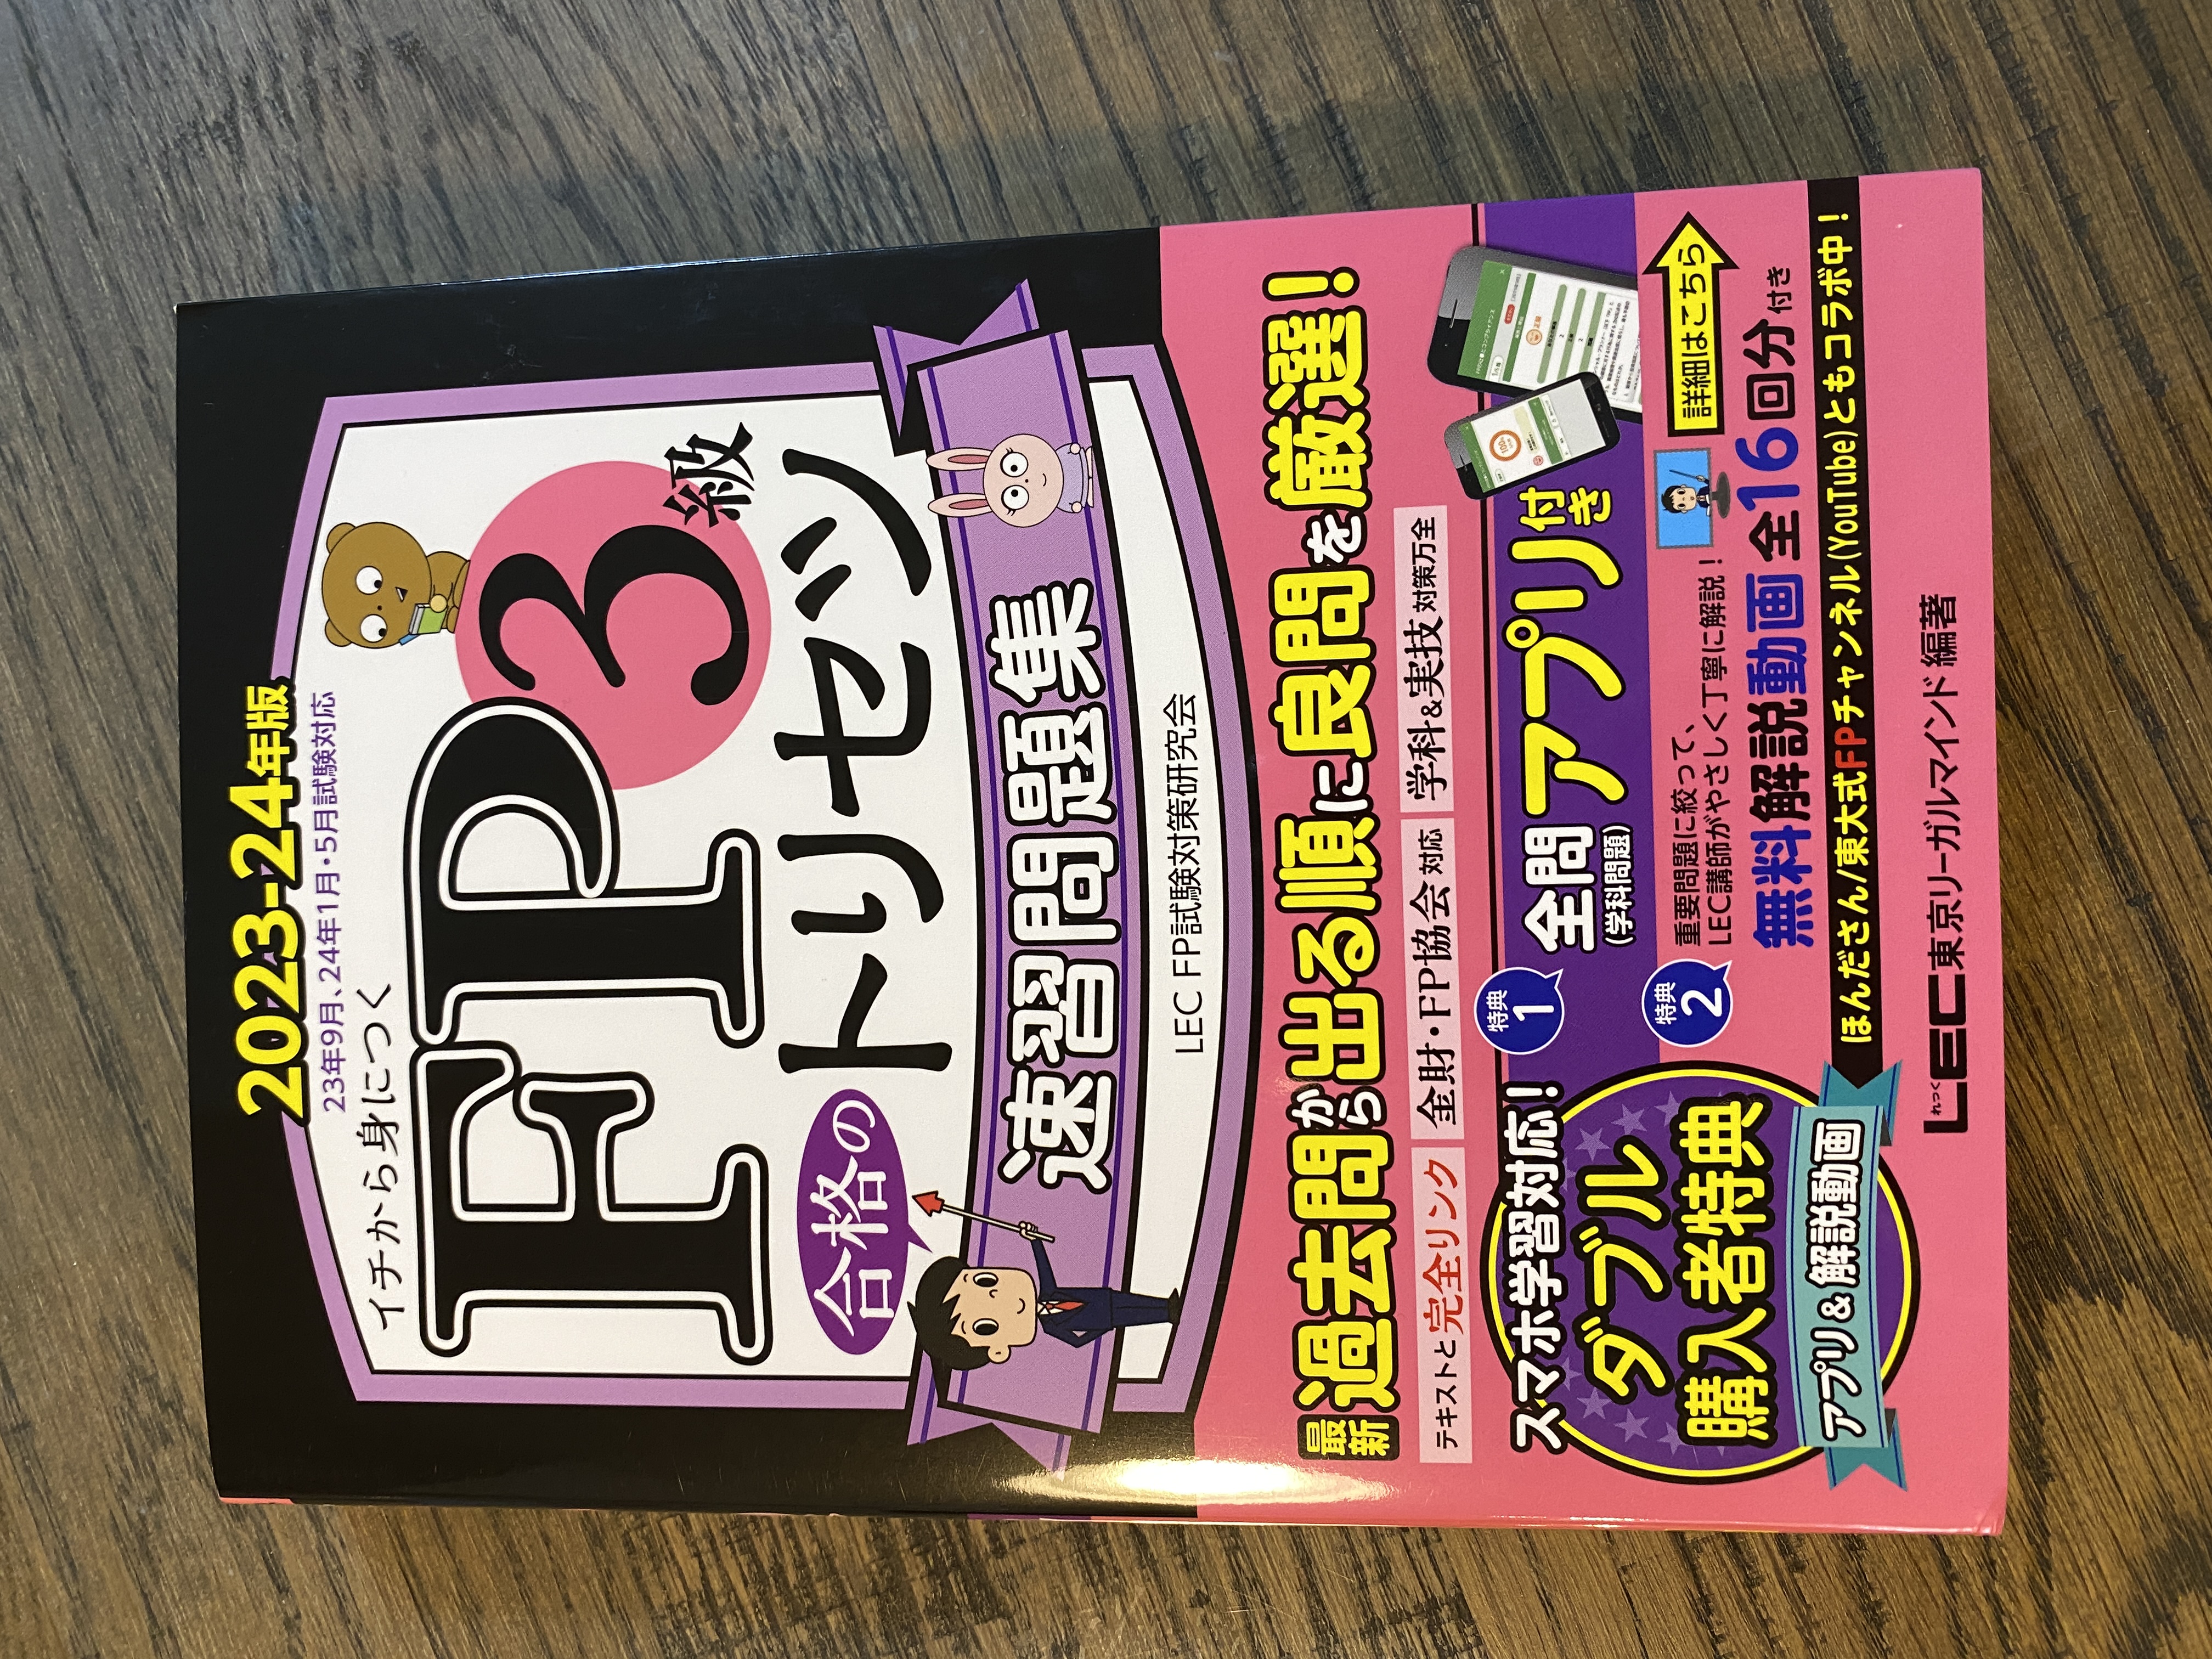 2023-24年版
23年9月、24年1月・5月試験対応
イチから身につく
FP3級
合格の
トリセツ
速習問題集
LEC FP試験対策研究会
最新 過去問から出る順に良問を厳選!
テキストと完全リンク 金財・FP協会対応 学科&実技対策万全
スマホ学習対応!
ダブル
購入者特典
アプリ&解説動画
特典1
全問アプリ付き
(学科問題)
特典2
重要問題に絞って、
LEC講師がやさしく丁寧に解説!
無料解説動画 全16回分付き
詳細はこちら
ほんださん/東大式FPチャンネル(YouTube)ともコラボ中!
れっく
LEC東京リーガルマインド 編著